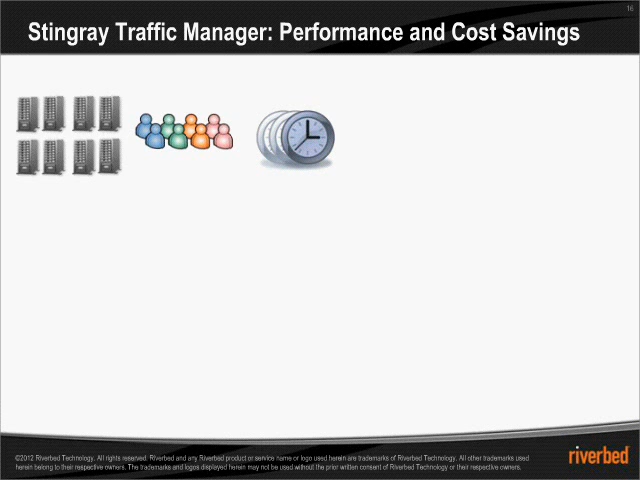 16
Stingray Traffic Manager: Performance and Cost Savings
©2012 Riverbed Technology. All rights reserved. Riverbed and any Riverbed product or service name or logo used herein are trademarks of Riverbed Technology. All other trademarks used
herein belong to their respective owners. The trademarks and logos displayed herein may not be used without the prior written consent of Riverbed Technology or their respective owners.
riverbed